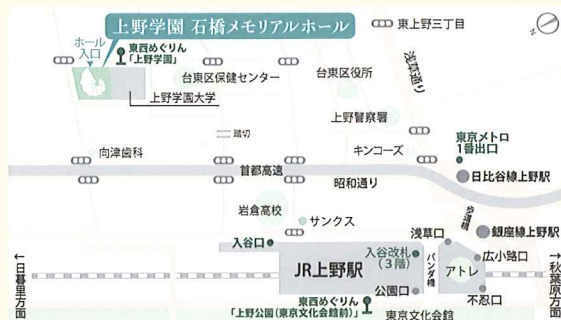 上野学園 石橋メモリアルホール
東上野三丁目
ホール
入口
東西めぐりん
「上野学園」
台東区保健センター
台東区役所
浅草通り
上野学園大学
上野警察署
踏切
向津歯科
キンコーズ
東京メトロ
1番出口
首都高速
日比谷線上野駅
昭和通り
岩倉高校
サンクス
歩道橋
銀座線上野駅
入谷口
浅草口
入谷改札
(3階)
パンダ橋
JR上野駅
アトレ
広小路口
公園口
不忍口
←日暮里方面
→秋葉原方面
東西めぐりん
「上野公園(東京文化会館前)」
東京文化会館
N